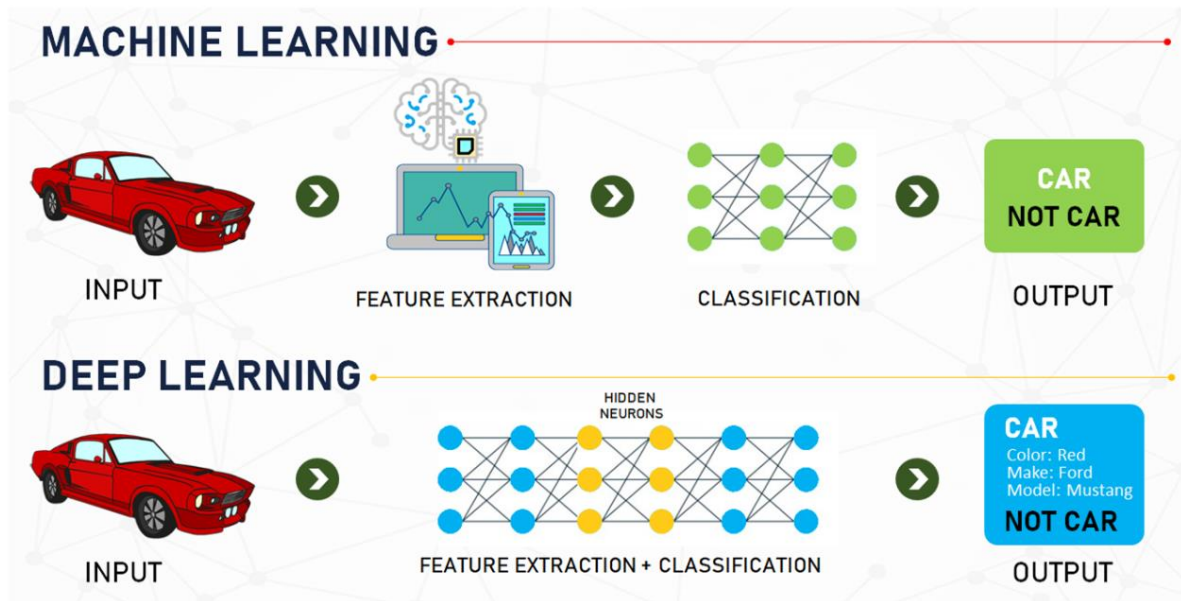 MACHINE LEARNING
INPUT
FEATURE EXTRACTION
CLASSIFICATION
CAR
NOT CAR
OUTPUT
DEEP LEARNING
INPUT
HIDDEN
NEURONS
FEATURE EXTRACTION + CLASSIFICATION
CAR
Color: Red
Make: Ford
Model: Mustang
NOT CAR
OUTPUT